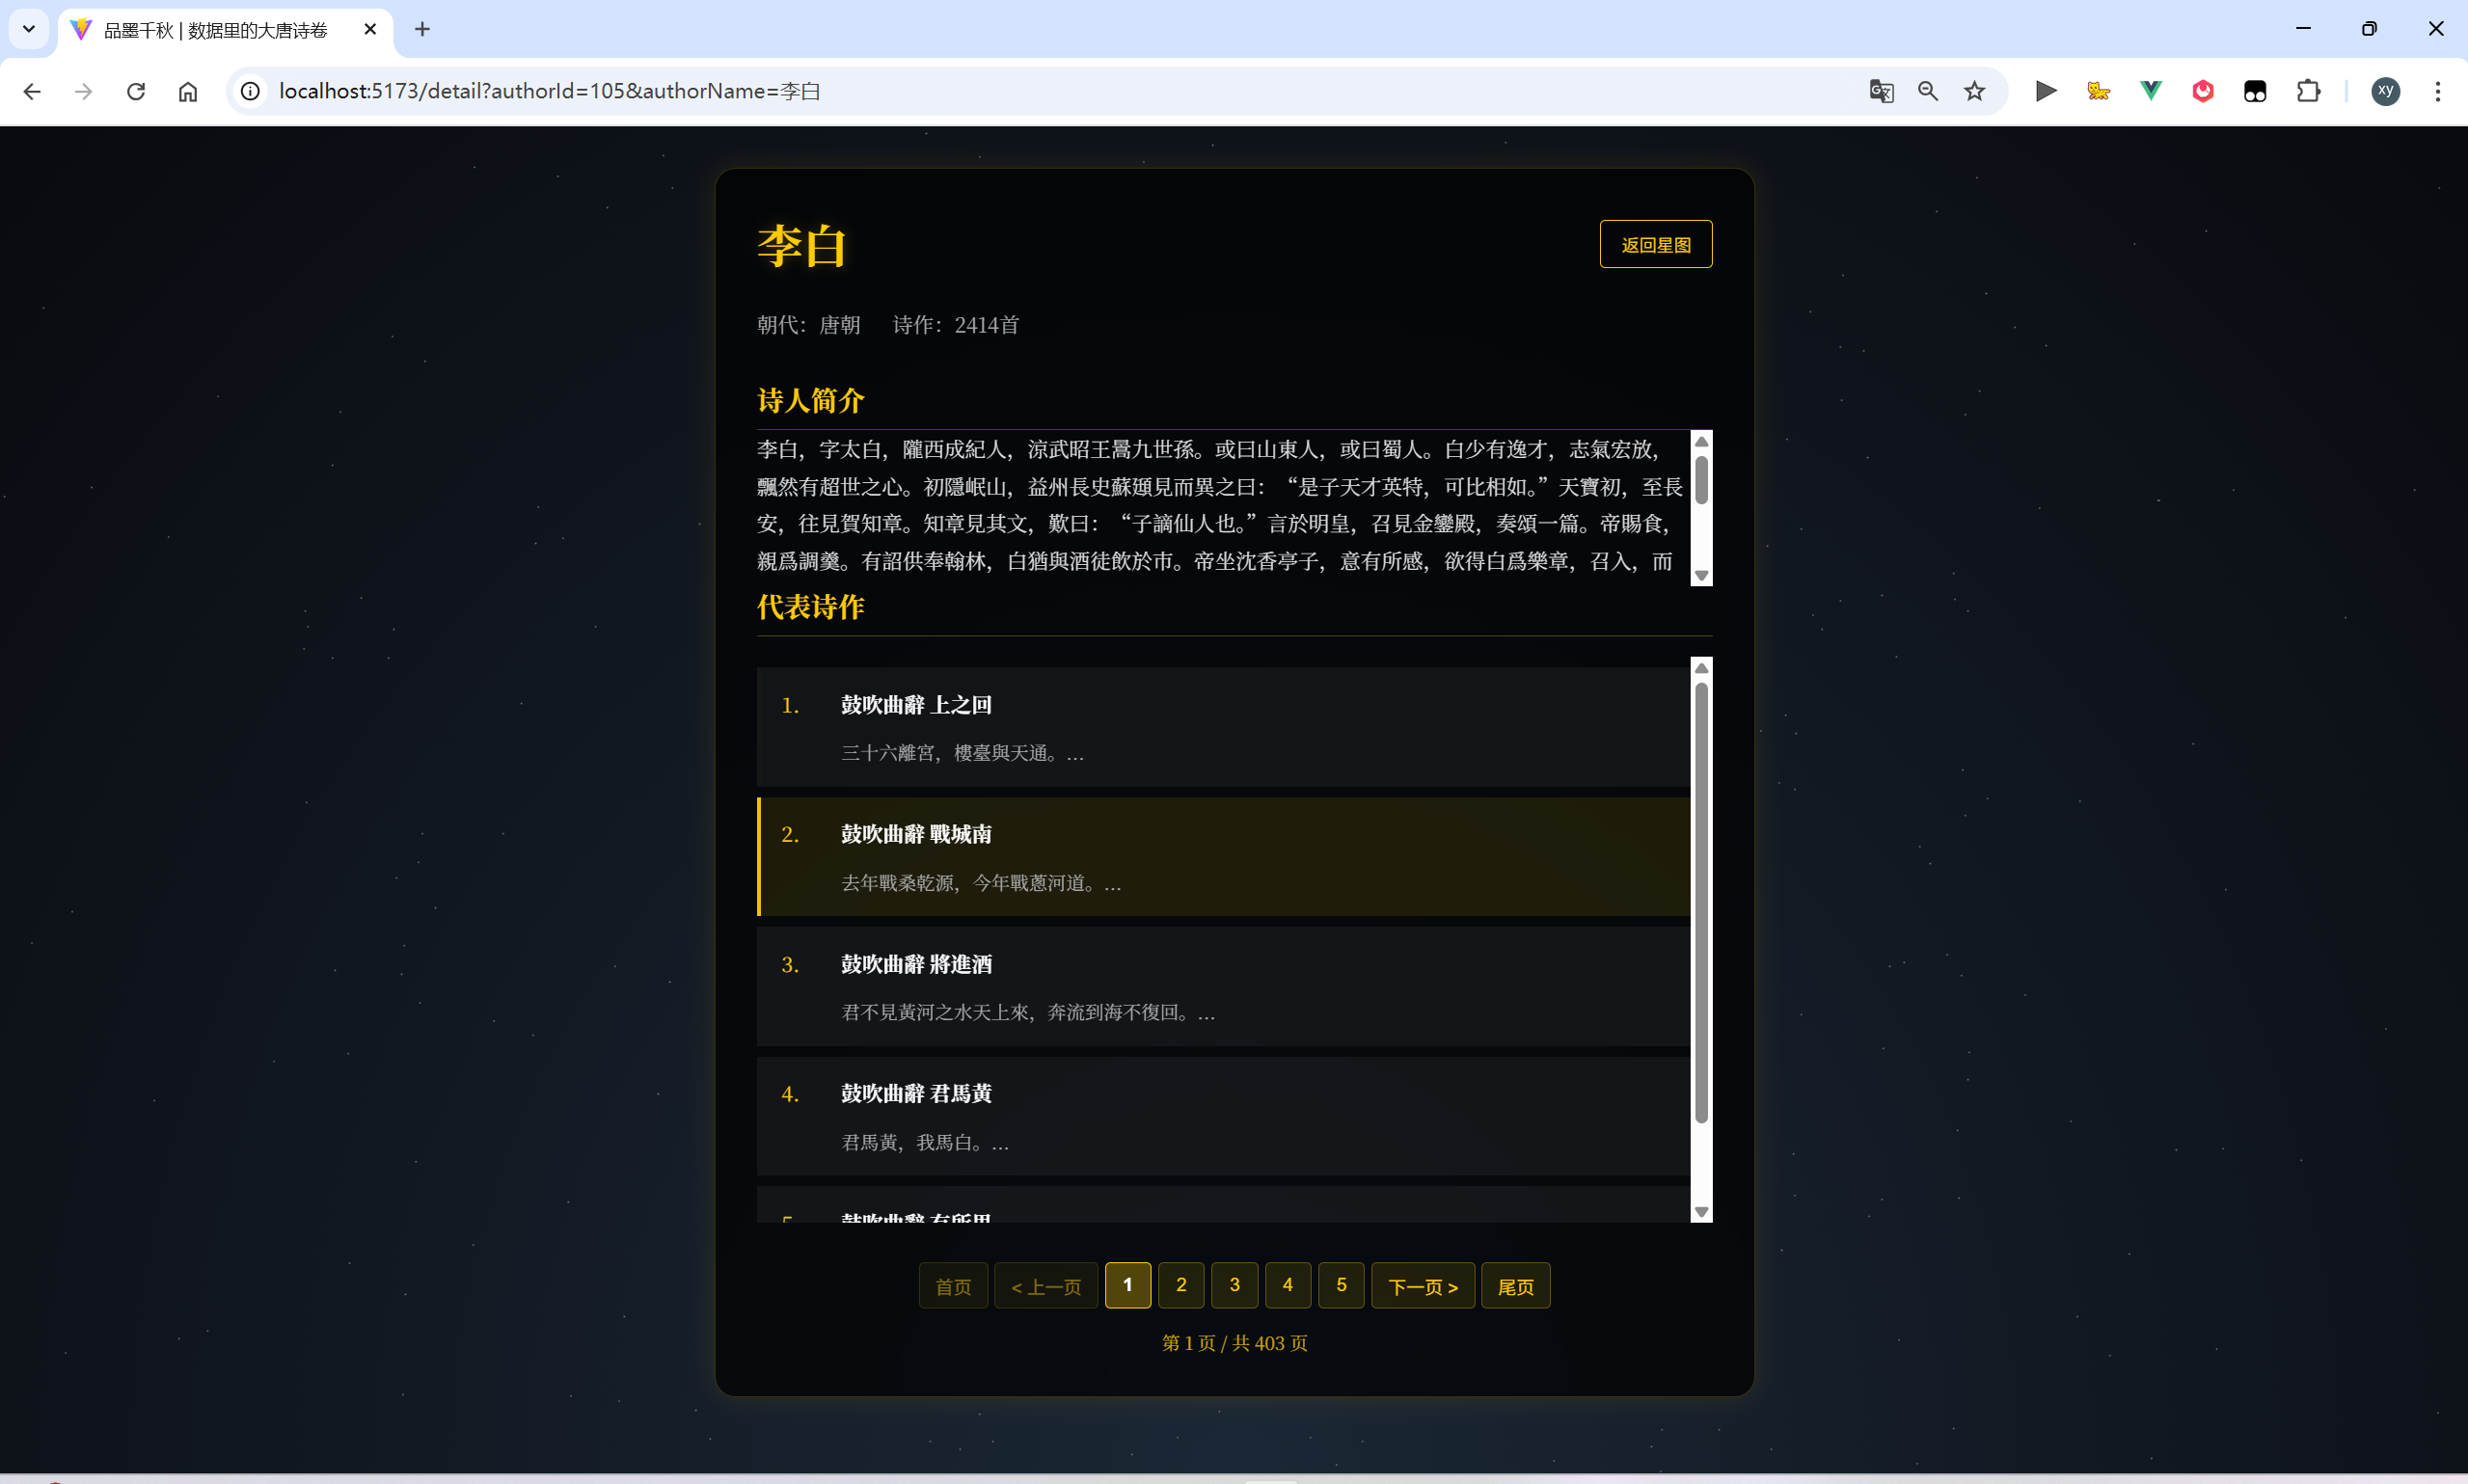 品墨千秋 | 数据里的大唐诗卷
localhost:5173/detail?authorId=105&authorName=李白
xy
李白
返回星图
朝代：唐朝 诗作：2414首
诗人简介
李白，字太白，隴西成紀人，涼武昭王暠九世孫。或曰山東人，或曰蜀人。白少有逸才，志氣宏放，
飄然有超世之心。初隱岷山，益州長史蘇頲見而異之曰：“是子天才英特，可比相如。”天寶初，至長
安，往見賀知章。知章見其文，歎曰：“子謫仙人也。”言於明皇，召見金鑾殿，奏頌一篇。帝賜食，
親爲調羹。有詔供奉翰林，白猶與酒徒飲於市。帝坐沈香亭子，意有所感，欲得白爲樂章，召入，而
代表诗作
1. 鼓吹曲辭 上之回
三十六離宮，樓臺與天通。...
2. 鼓吹曲辭 戰城南
去年戰桑乾源，今年戰蔥河道。...
3. 鼓吹曲辭 將進酒
君不見黃河之水天上來，奔流到海不復回。...
4. 鼓吹曲辭 君馬黃
君馬黃，我馬白。...
5. 鼓吹曲辭 有所思
首页 < 上一页 1 2 3 4 5 下一页 > 尾页
第 1 页 / 共 403 页